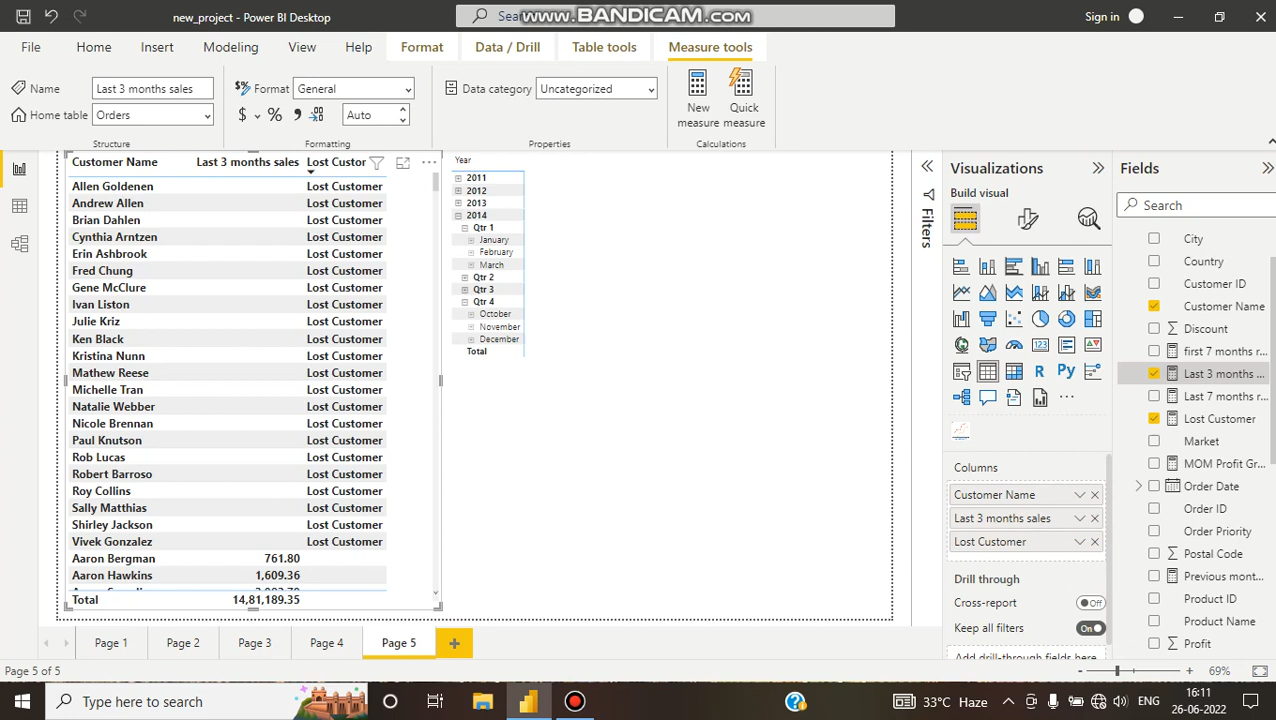 new_project - Power BI Desktop
Sea
www.BANDICAM.com
Sign in
File
Home
Insert
Modeling
View
Help
Format
Data / Drill
Table tools
Measure tools
Name
Last 3 months sales
Home table
Orders
Structure
Format
General
$
%
Auto
Formatting
Data category
Uncategorized
Properties
New measure
Quick measure
Calculations
Customer Name Last 3 months sales Lost Custor
Allen Goldenen Lost Customer
Andrew Allen Lost Customer
Brian Dahlen Lost Customer
Cynthia Arntzen Lost Customer
Erin Ashbrook Lost Customer
Fred Chung Lost Customer
Gene McClure Lost Customer
Ivan Liston Lost Customer
Julie Kriz Lost Customer
Ken Black Lost Customer
Kristina Nunn Lost Customer
Mathew Reese Lost Customer
Michelle Tran Lost Customer
Natalie Webber Lost Customer
Nicole Brennan Lost Customer
Paul Knutson Lost Customer
Rob Lucas Lost Customer
Robert Barroso Lost Customer
Roy Collins Lost Customer
Sally Matthias Lost Customer
Shirley Jackson Lost Customer
Vivek Gonzalez Lost Customer
Aaron Bergman 761.80
Aaron Hawkins 1,609.36
Total 14,81,189.35
Year
2011
2012
2013
2014
Qtr 1
January
February
March
Qtr 2
Qtr 3
Qtr 4
October
November
December
Total
Filters
Visualizations
Build visual
123
R
Py
Columns
Customer Name
Last 3 months sales
Lost Customer
Drill through
Cross-report
Off
Keep all filters
On
Add drill-through fields here
Fields
Search
City
Country
Customer ID
Customer Name
Discount
first 7 months r...
Last 3 months ...
Last 7 months r...
Lost Customer
Market
MOM Profit Gr...
Order Date
Order ID
Order Priority
Postal Code
Previous mont...
Product ID
Product Name
Profit
Page 1
Page 2
Page 3
Page 4
Page 5
Page 5 of 5
- + 69%
Type here to search
33°C Haze
ENG
16:11
26-06-2022